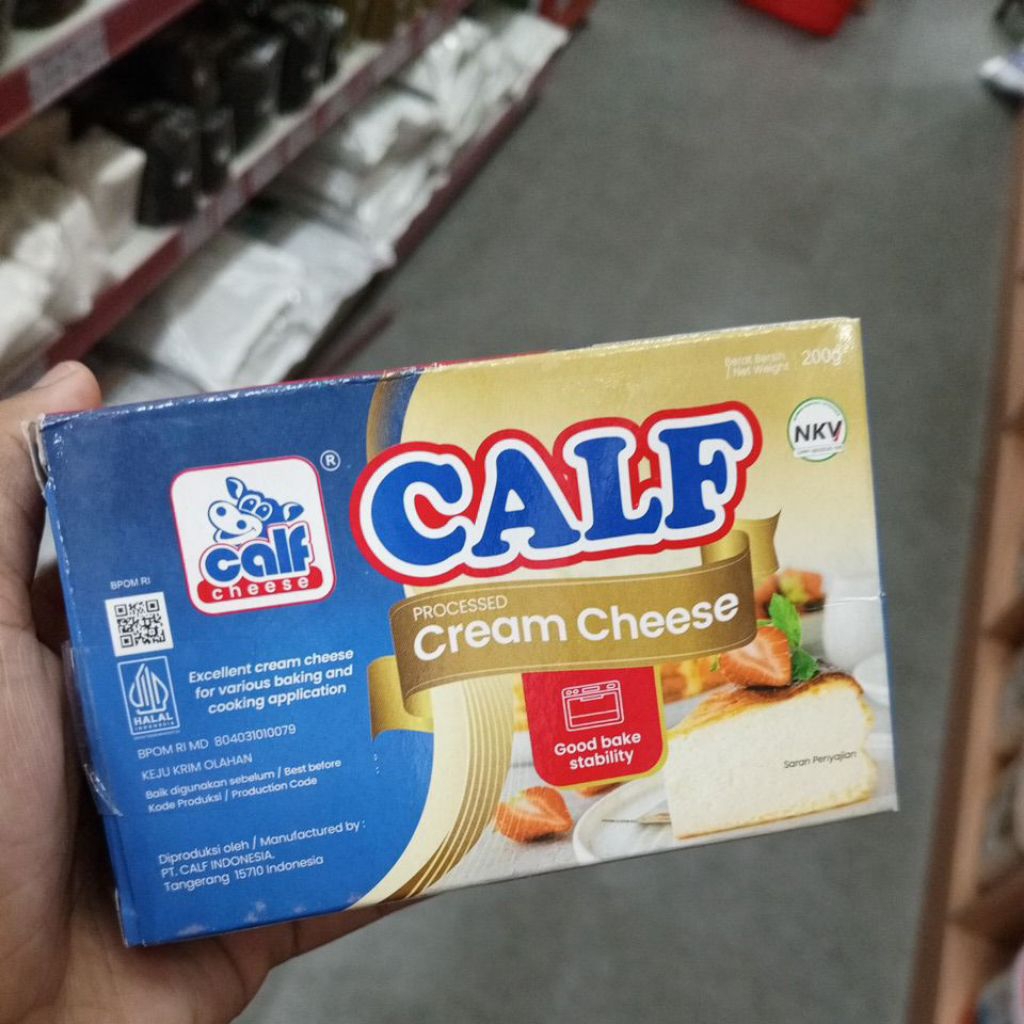 Berat Bersih
/ Net Weight 200g
NKV
CALF
®
calf
cheese
PROCESSED
Cream Cheese
BPOM RI
HALAL
INDONESIA
Excellent cream cheese
for various baking and
cooking application
Good bake
stability
BPOM RI MD 804031010079
KEJU KRIM OLAHAN
Baik digunakan sebelum / Best before
Kode Produksi / Production Code
Saran Penyajian
Diproduksi oleh / Manufactured by :
PT. CALF INDONESIA.
Tangerang 15710 Indonesia